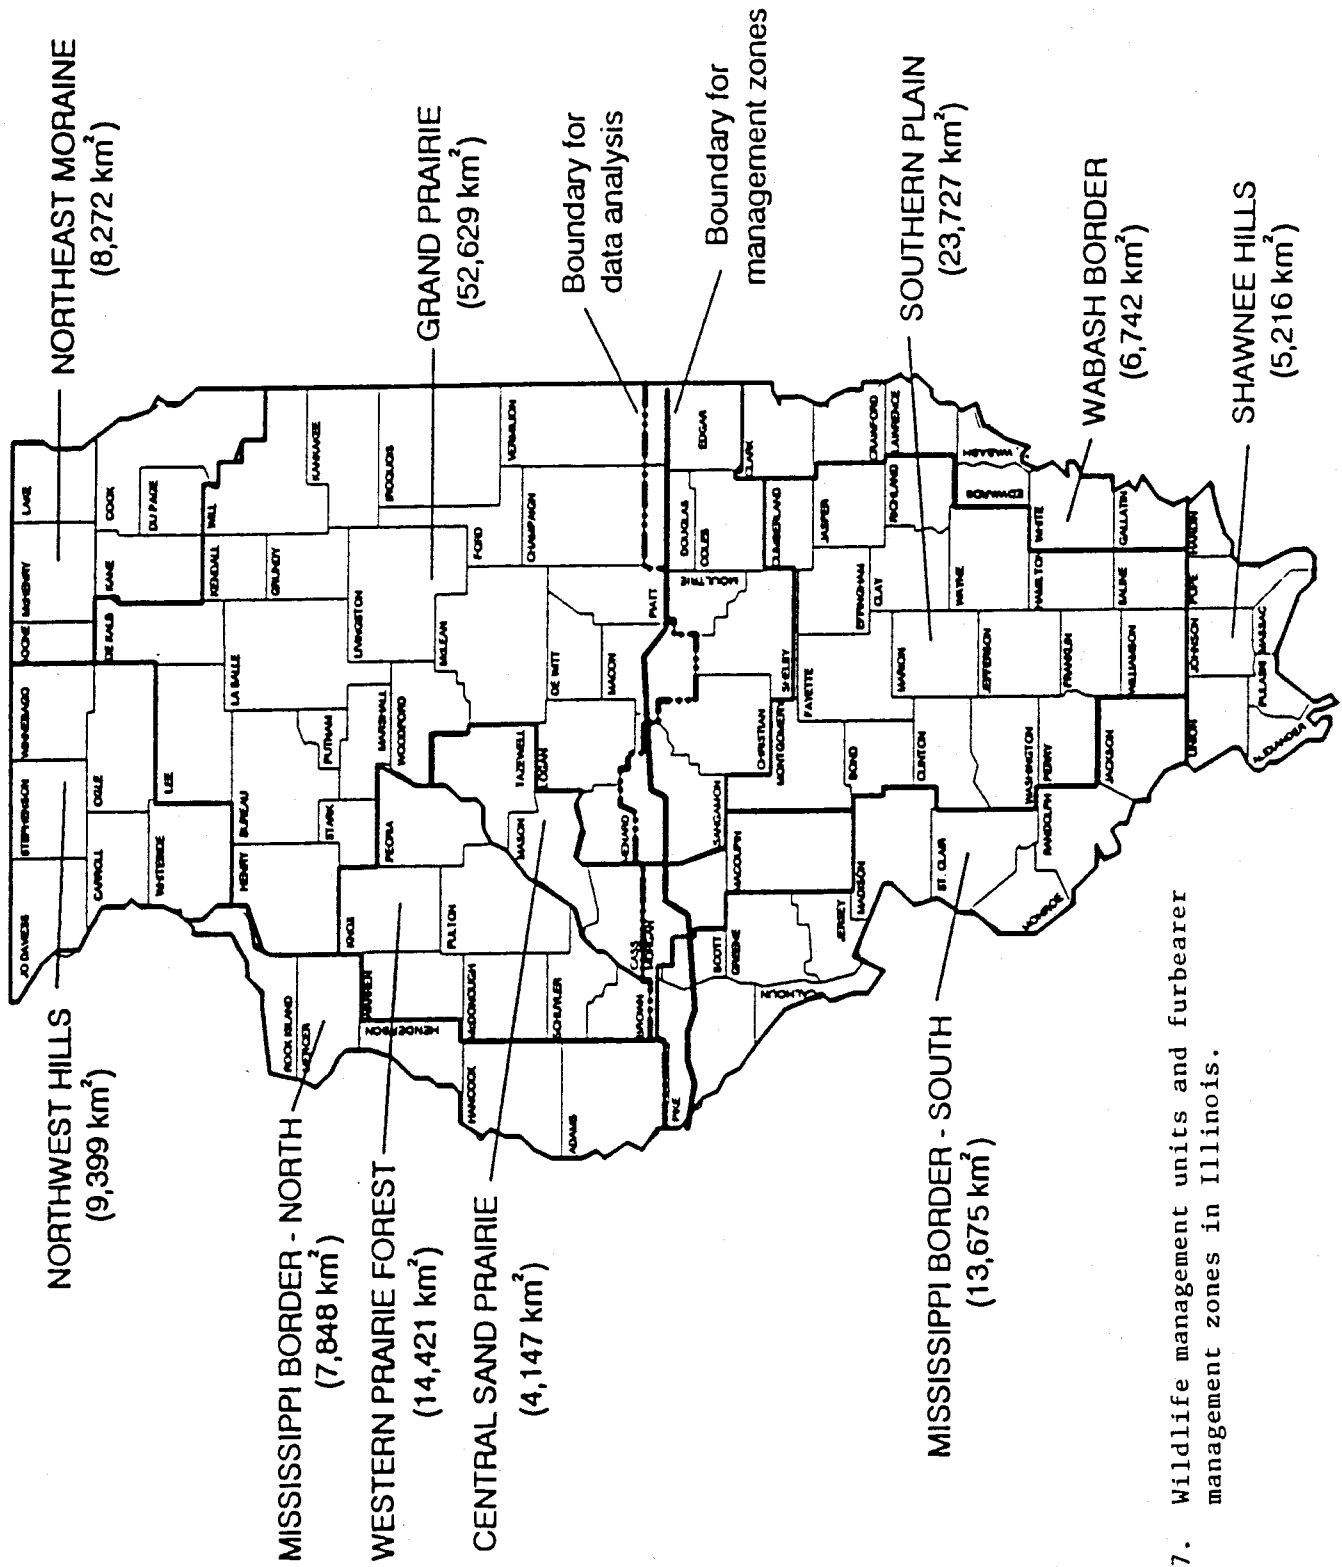 NORTHWEST HILLS
(9,399 km²)
NORTHEAST MORAINE
(8,272 km²)
MISSISSIPPI BORDER - NORTH
(7,848 km²)
WESTERN PRAIRIE FOREST
(14,421 km²)
CENTRAL SAND PRAIRIE
(4,147 km²)
GRAND PRAIRIE
(52,629 km²)
Boundary for
data analysis
Boundary for
management zones
SOUTHERN PLAIN
(23,727 km²)
WABASH BORDER
(6,742 km²)
SHAWNEE HILLS
(5,216 km²)
MISSISSIPPI BORDER - SOUTH
(13,675 km²)
JO DAVIESS
STEPHENSON
WINNEBAGO
McHENRY
LAKE
CARROLL
OGLE
DE KALB
KANE
COOK
DU PAGE
WHITESIDE
LEE
KENDALL
WILL
ROCK ISLAND
HENRY
BUREAU
LA SALLE
GRUNDY
MERCER
PUTNAM
KANKAKEE
KNOX
STARK
MARSHALL
LIVINGSTON
WARREN
HENDERSON
PEORIA
WOODFORD
IROQUOIS
FULTON
McLEAN
FORD
HANCOCK
McDONOUGH
TAZEWELL
VERMILION
MASON
LOGAN
CHAMPAIGN
SCHUYLER
DE WITT
ADAMS
BROWN
CASS
MENARD
MACON
PIATT
PIKE
MORGAN
SANGAMON
DOUGLAS
EDGAR
SCOTT
CHRISTIAN
MOULTRIE
COLES
GREENE
MACOUPIN
MONTGOMERY
SHELBY
CUMBERLAND
CLARK
CALHOUN
JERSEY
FAYETTE
EFFINGHAM
JASPER
CRAWFORD
MADISON
BOND
CLAY
RICHLAND
LAWRENCE
ST. CLAIR
CLINTON
MARION
WAYNE
EDWARDS
WABASH
MONROE
WASHINGTON
JEFFERSON
RANDOLPH
PERRY
FRANKLIN
HAMILTON
WHITE
JACKSON
WILLIAMSON
SALINE
GALLATIN
UNION
JOHNSON
POPE
HARDIN
PULASKI
MASSAC
7. Wildlife management units and furbearer
management zones in Illinois.